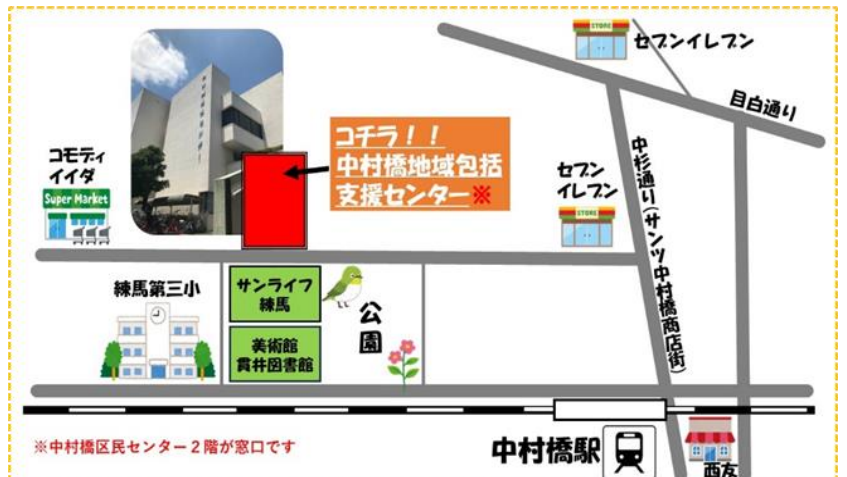 STORE
セブンイレブン
目白通り
コチラ！！
中村橋地域包括
支援センター※
コモディ
イイダ
Super Market
セブン
イレブン
STORE
中杉通り(サンツ中村橋商店街)
練馬第三小
サンライフ
練馬
公園
美術館
貫井図書館
※中村橋区民センター２階が窓口です
中村橋駅
西友